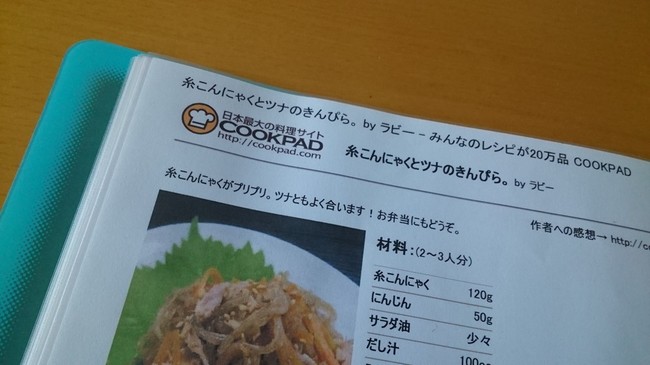 糸こんにゃくとツナのきんぴら。by ラビー - みんなのレシピが20万品 COOKPAD
日本最大の料理サイト
COOKPAD
http://cookpad.com
糸こんにゃくとツナのきんぴら。 by ラビー
糸こんにゃくがプリプリ。ツナともよく合います！お弁当にもどうぞ。
作者への感想→ http://co
材料：(2～3人分)
糸こんにゃく 120g
にんじん 50g
サラダ油 少々
だし汁 100cc